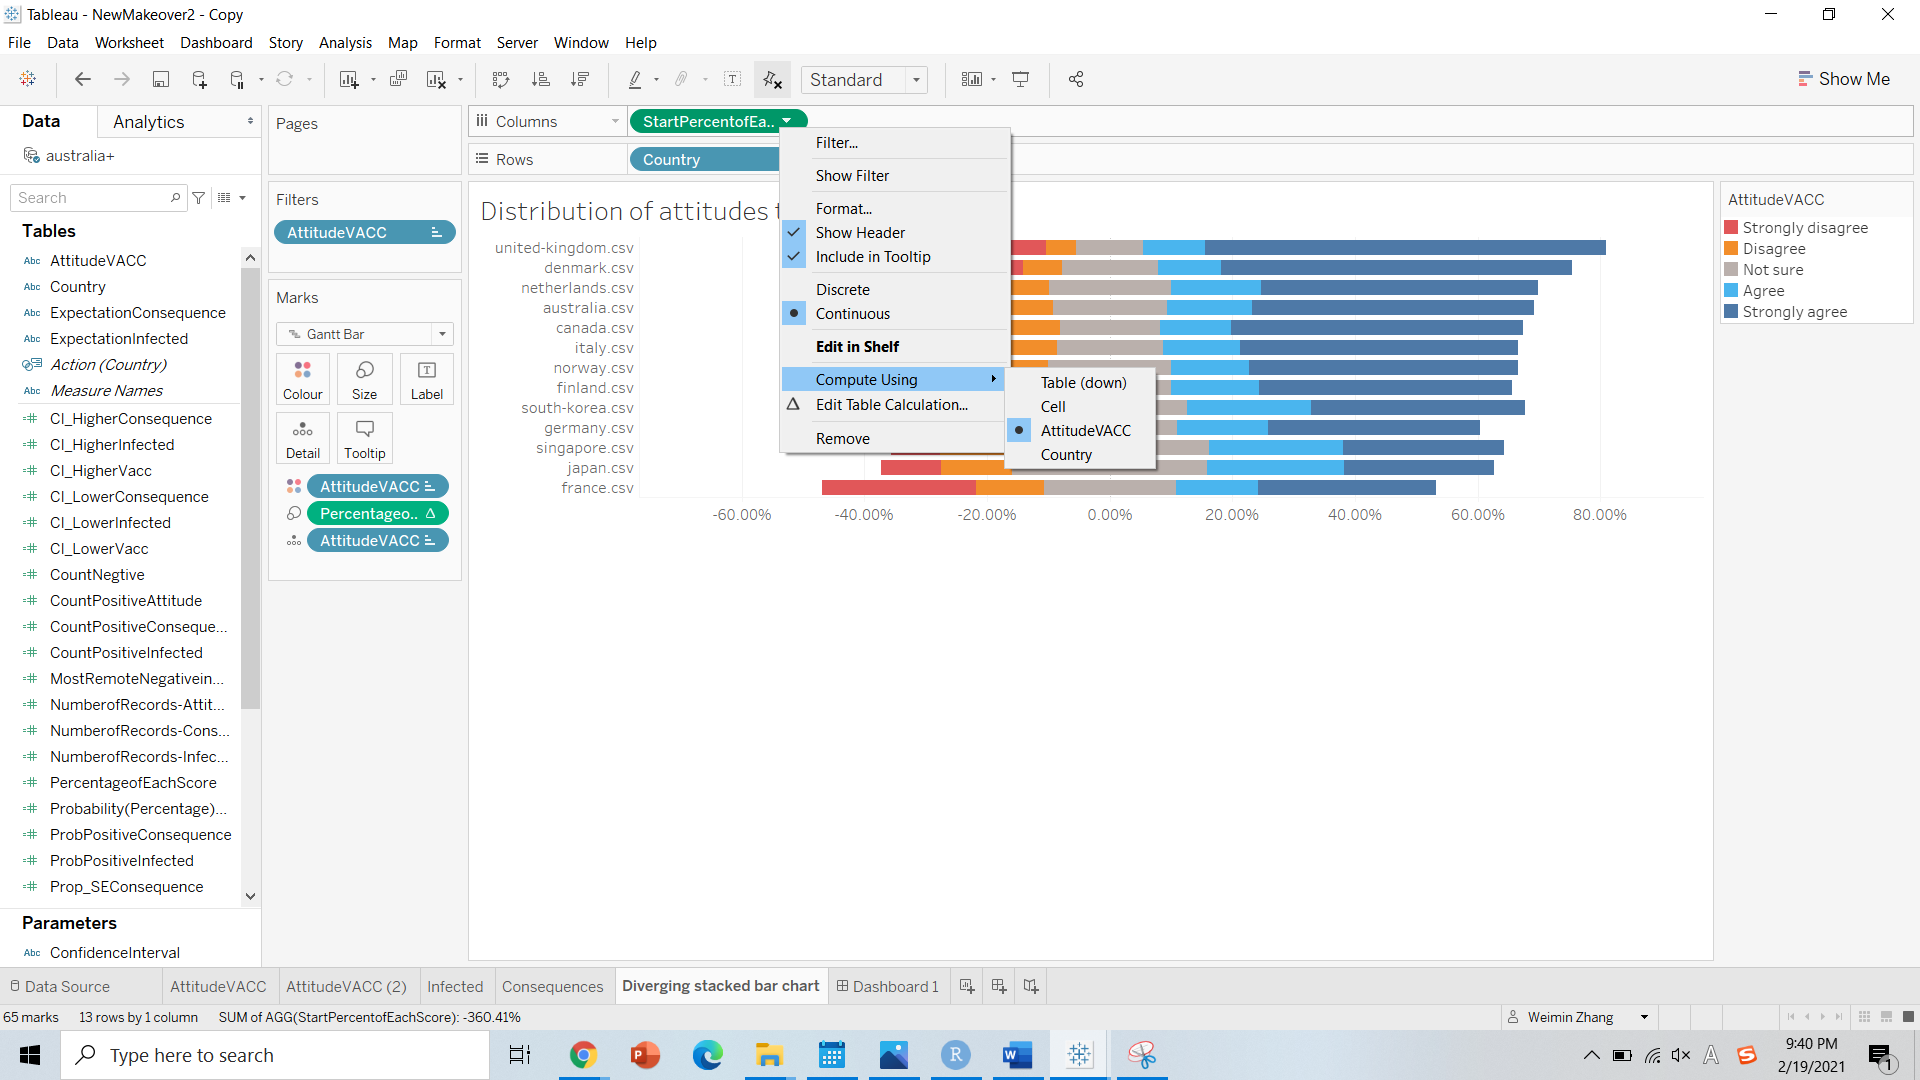 Tableau - NewMakeover2 - Copy
File Data Worksheet Dashboard Story Analysis Map Format Server Window Help
Standard
Show Me
Data Analytics
australia+
Search
Tables
Abc AttitudeVACC
Abc Country
Abc ExpectationConsequence
Abc ExpectationInfected
Action (Country)
Abc Measure Names
CI_HigherConsequence
CI_HigherInfected
CI_HigherVacc
CI_LowerConsequence
CI_LowerInfected
CI_LowerVacc
CountNegtive
CountPositiveAttitude
CountPositiveConseque...
CountPositiveInfected
MostRemoteNegativein...
NumberofRecords-Attit...
NumberofRecords-Cons...
NumberofRecords-Infec...
PercentageofEachScore
Probability(Percentage)...
ProbPositiveConsequence
ProbPositiveInfected
Prop_SEConsequence
Parameters
Abc ConfidenceInterval
Pages
Filters
AttitudeVACC
Marks
Gantt Bar
Colour Size Label
Detail Tooltip
AttitudeVACC
Percentageo.. Δ
AttitudeVACC
Columns StartPercentofEa..
Rows Country
Distribution of attitudes t
united-kingdom.csv
denmark.csv
netherlands.csv
australia.csv
canada.csv
italy.csv
norway.csv
finland.csv
south-korea.csv
germany.csv
singapore.csv
japan.csv
france.csv
-60.00% -40.00% -20.00% 0.00% 20.00% 40.00% 60.00% 80.00%
Filter...
Show Filter
Format...
Show Header
Include in Tooltip
Discrete
Continuous
Edit in Shelf
Compute Using
Edit Table Calculation...
Remove
Table (down)
Cell
AttitudeVACC
Country
AttitudeVACC
Strongly disagree
Disagree
Not sure
Agree
Strongly agree
Data Source AttitudeVACC AttitudeVACC (2) Infected Consequences Diverging stacked bar chart Dashboard 1
65 marks 13 rows by 1 column SUM of AGG(StartPercentofEachScore): -360.41%
Weimin Zhang
Type here to search
9:40 PM
2/19/2021
1